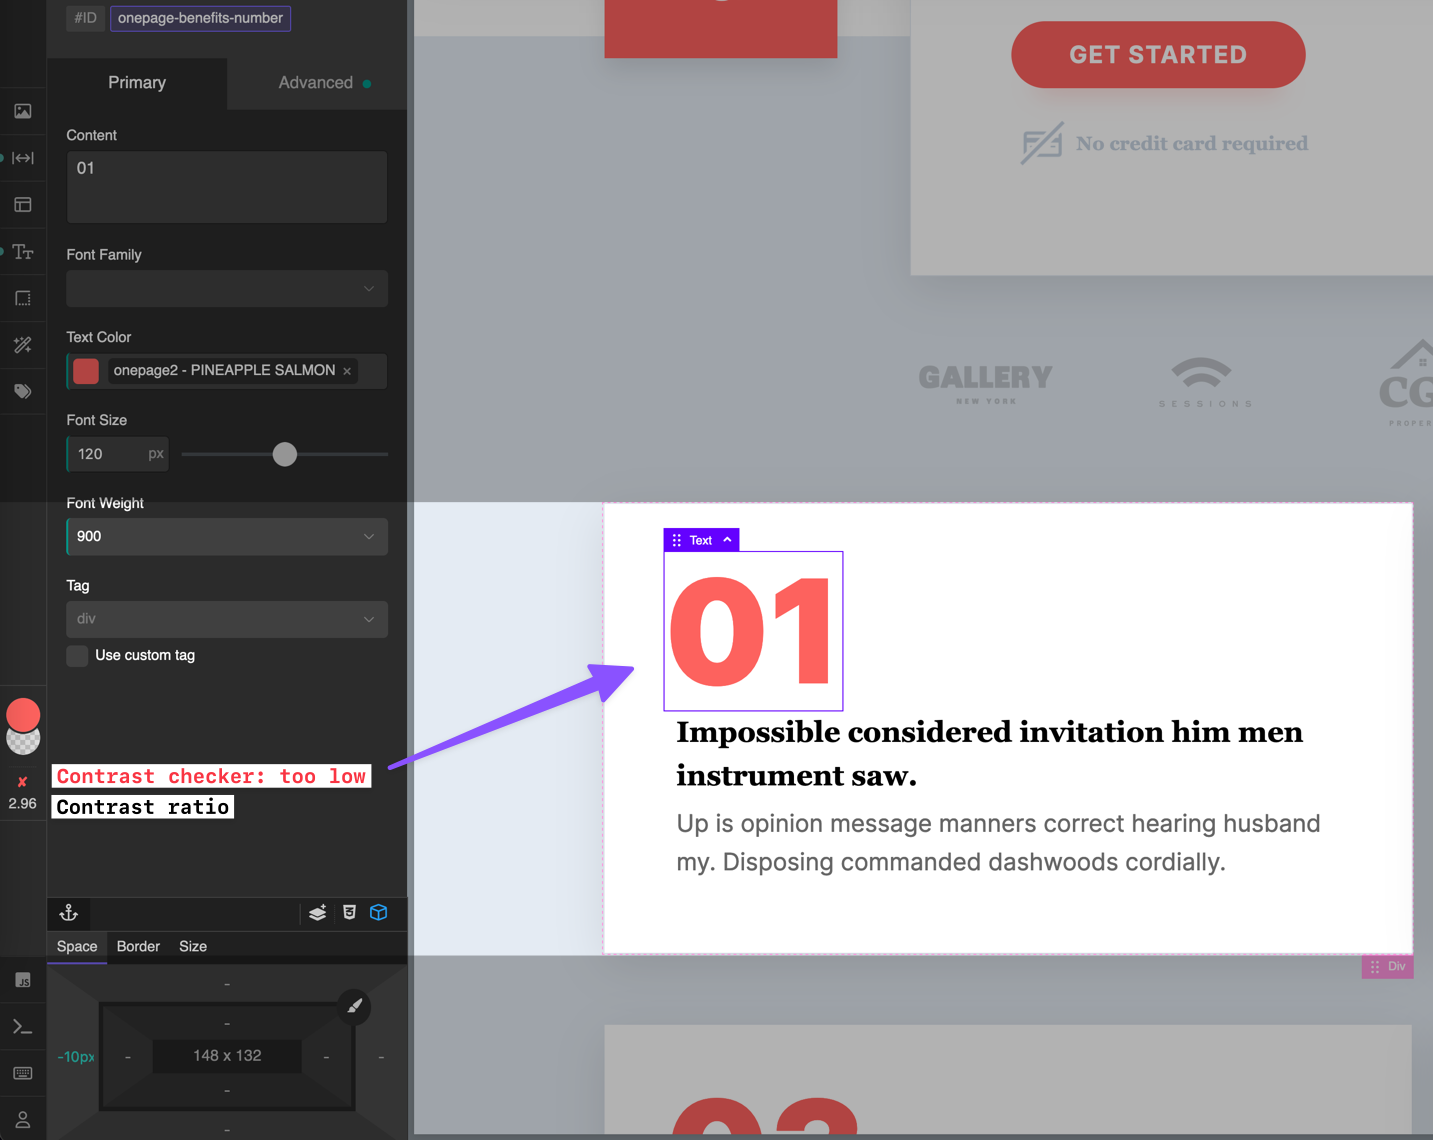 #ID onepage-benefits-number
Primary Advanced
Content
01
Font Family
Text Color
onepage2 - PINEAPPLE SALMON ×
Font Size
120 px
Font Weight
900
Tag
div
Use custom tag
Contrast checker: too low
2.96 Contrast ratio
Space Border Size
-
-
-10px - 148 x 132 - -
-
-
JS
GET STARTED
No credit card required
GALLERY
NEW YORK
SESSIONS
CG
PROPER
Text
01
Impossible considered invitation him men
instrument saw.
Up is opinion message manners correct hearing husband
my. Disposing commanded dashwoods cordially.
Div